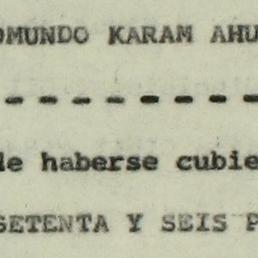 OMUNDO KARAM AHU
- - - - - - - -
de haberse cubie
SETENTA Y SEIS P